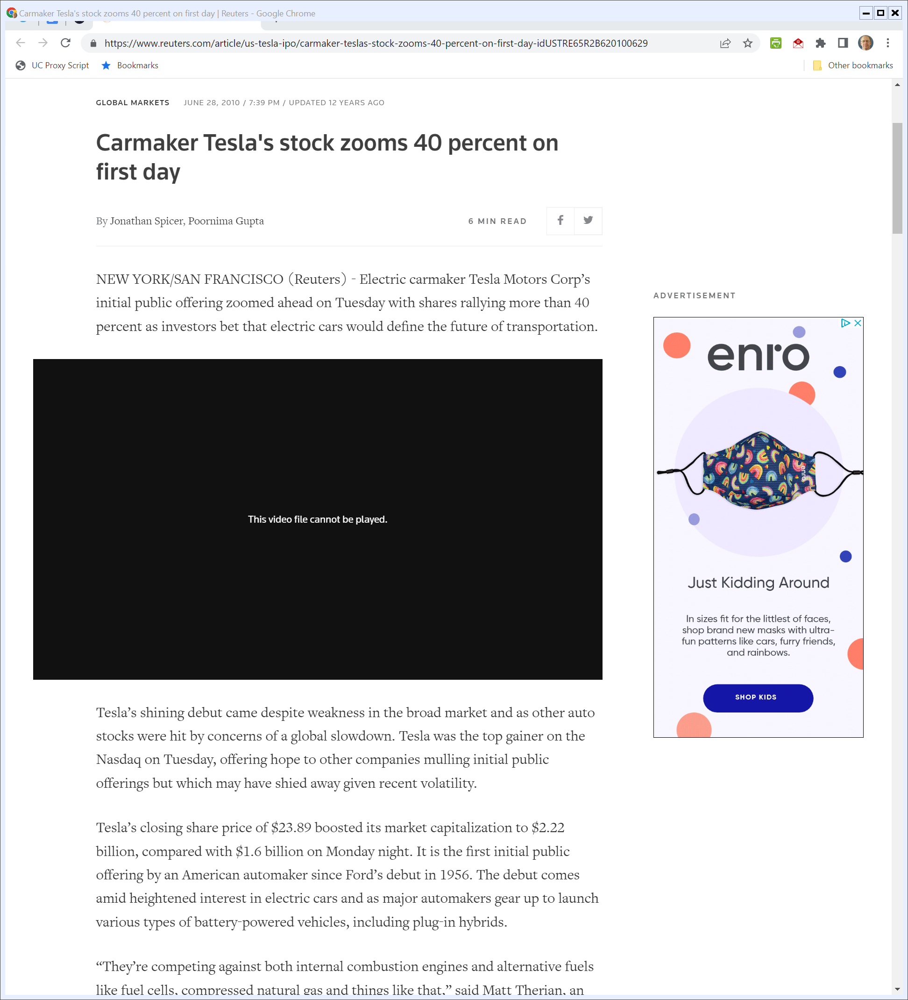 Carmaker Tesla's stock zooms 40 percent on first day | Reuters - Google Chrome
https://www.reuters.com/article/us-tesla-ipo/carmaker-teslas-stock-zooms-40-percent-on-first-day-idUSTRE65R2B620100629
UC Proxy Script Bookmarks Other bookmarks
GLOBAL MARKETS JUNE 28, 2010 / 7:39 PM / UPDATED 12 YEARS AGO
Carmaker Tesla's stock zooms 40 percent on
first day
By Jonathan Spicer, Poornima Gupta 6 MIN READ
NEW YORK/SAN FRANCISCO (Reuters) - Electric carmaker Tesla Motors Corp’s
initial public offering zoomed ahead on Tuesday with shares rallying more than 40
percent as investors bet that electric cars would define the future of transportation.
This video file cannot be played.
Tesla’s shining debut came despite weakness in the broad market and as other auto
stocks were hit by concerns of a global slowdown. Tesla was the top gainer on the
Nasdaq on Tuesday, offering hope to other companies mulling initial public
offerings but which may have shied away given recent volatility.
Tesla’s closing share price of $23.89 boosted its market capitalization to $2.22
billion, compared with $1.6 billion on Monday night. It is the first initial public
offering by an American automaker since Ford’s debut in 1956. The debut comes
amid heightened interest in electric cars and as major automakers gear up to launch
various types of battery-powered vehicles, including plug-in hybrids.
“They’re competing against both internal combustion engines and alternative fuels
like fuel cells, compressed natural gas and things like that,” said Matt Therian, an
ADVERTISEMENT
enro
enro
Just Kidding Around
In sizes fit for the littlest of faces,
shop brand new masks with ultra-
fun patterns like cars, furry friends,
and rainbows.
SHOP KIDS